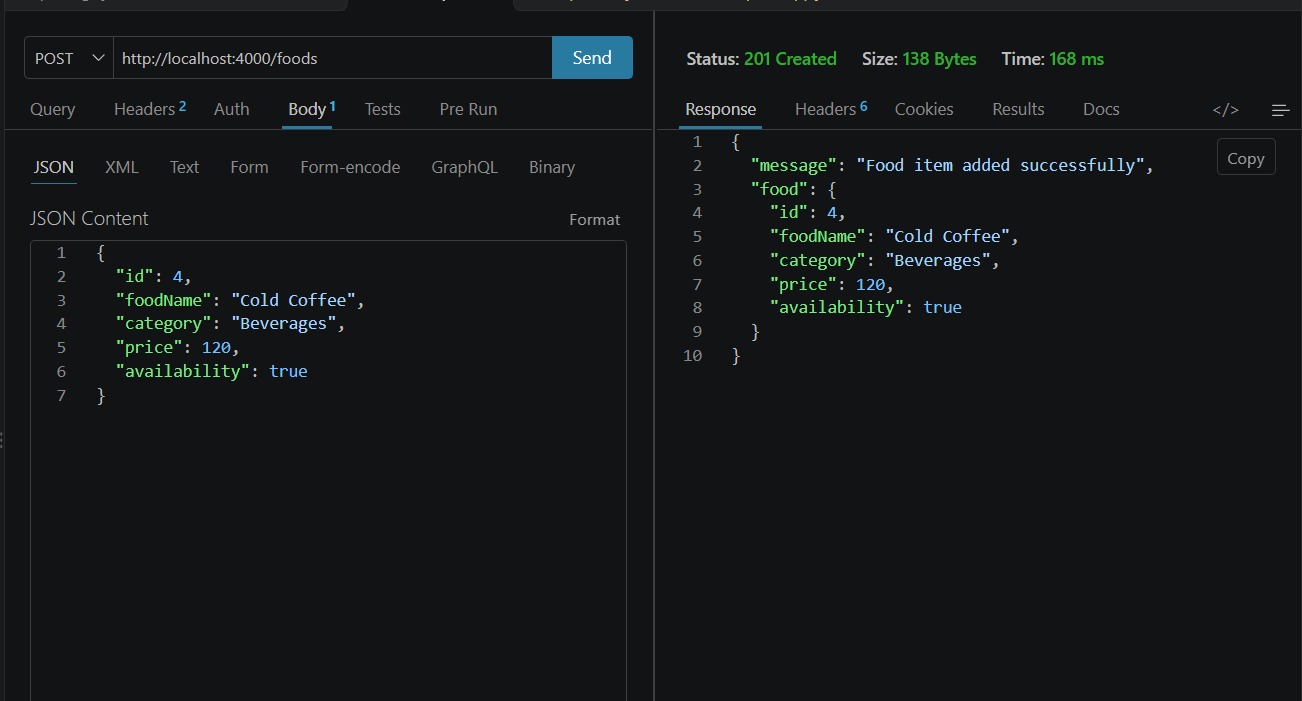 POST http://localhost:4000/foods Send
Query Headers 2 Auth Body 1 Tests Pre Run
JSON XML Text Form Form-encode GraphQL Binary
JSON Content Format
1 {
2 "id": 4,
3 "foodName": "Cold Coffee",
4 "category": "Beverages",
5 "price": 120,
6 "availability": true
7 }
Status: 201 Created Size: 138 Bytes Time: 168 ms
Response Headers 6 Cookies Results Docs </>
Copy
1 {
2 "message": "Food item added successfully",
3 "food": {
4 "id": 4,
5 "foodName": "Cold Coffee",
6 "category": "Beverages",
7 "price": 120,
8 "availability": true
9 }
10 }